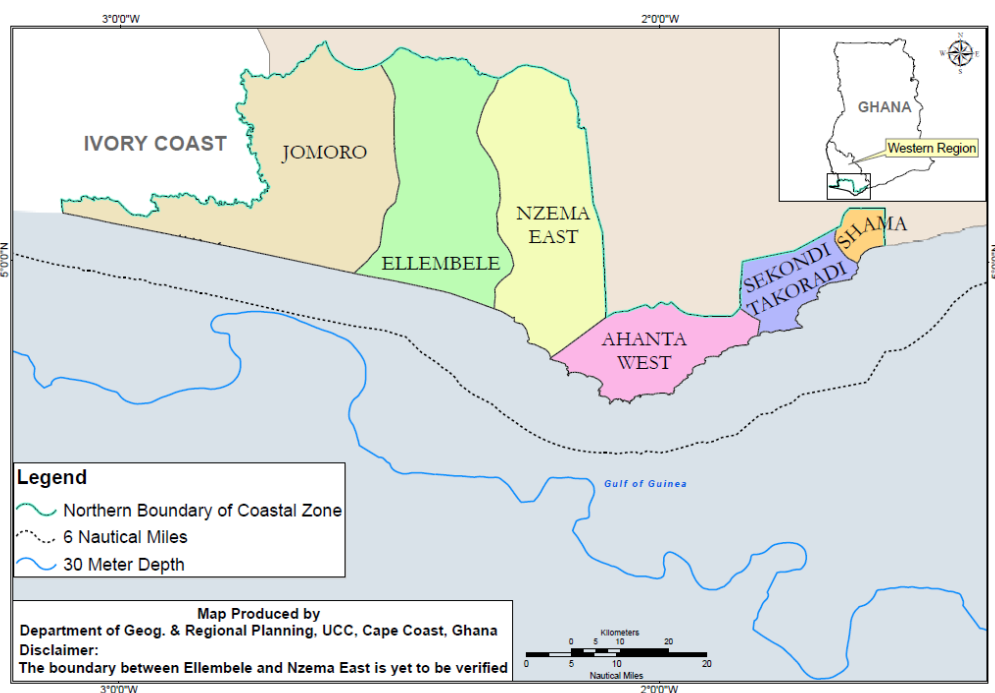 3°0'0"W
2°0'0"W
N
W
E
S
GHANA
Western Region
IVORY COAST
JOMORO
ELLEMBELE
NZEMA
EAST
AHANTA
WEST
SEKONDI
TAKORADI
SHAMA
5°0'0"N
5°0'0"N
Gulf of Guinea
Legend
Northern Boundary of Coastal Zone
6 Nautical Miles
30 Meter Depth
Map Produced by
Department of Geog. & Regional Planning, UCC, Cape Coast, Ghana
Disclaimer:
The boundary between Ellembele and Nzema East is yet to be verified
Kilometers
0 5 10 20
0 5 10 20
Nautical Miles
3°0'0"W
2°0'0"W